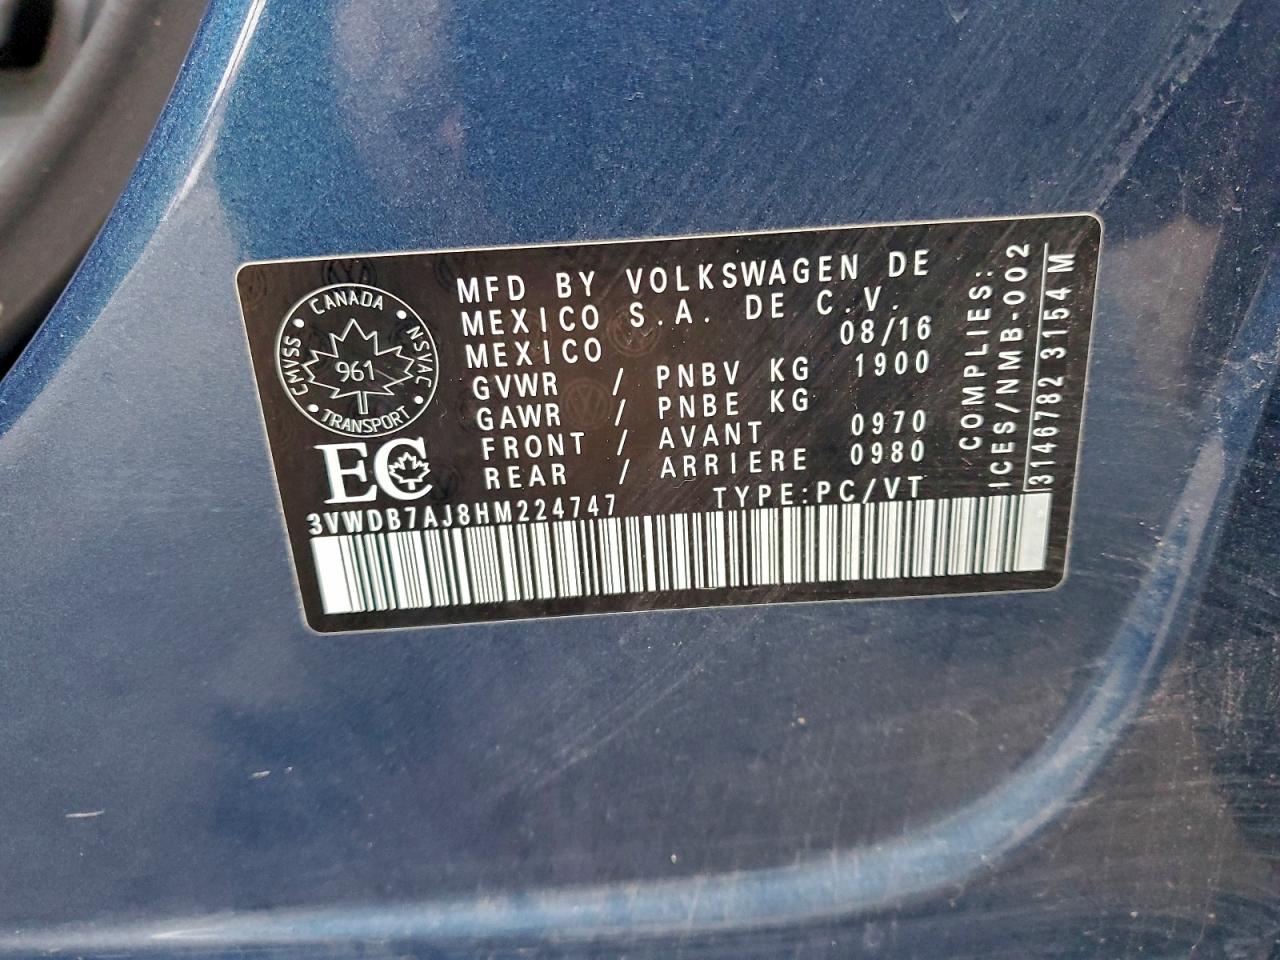 CANADA
NSVAC
TRANSPORT
CMVSS
961
EC
MFD BY VOLKSWAGEN DE
MEXICO S.A. DE C.V.
MEXICO 08/16
GVWR / PNBV KG 1900
GAWR / PNBE KG
FRONT / AVANT 0970
REAR / ARRIERE 0980
3VWDB7AJ8HM224747 TYPE:PC/VT
COMPLIES:
ICES/NMB-002
3146782 3154 M